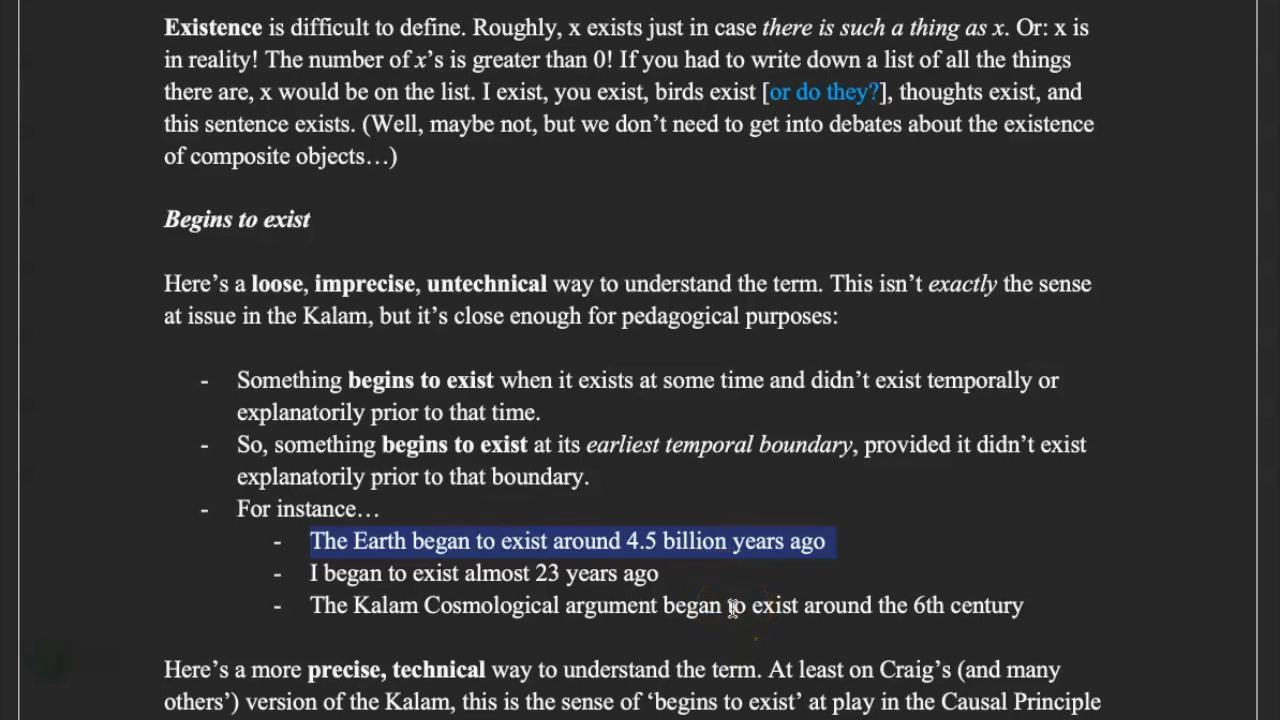 Existence is difficult to define. Roughly, x exists just in case there is such a thing as x. Or: x is
in reality! The number of x's is greater than 0! If you had to write down a list of all the things
there are, x would be on the list. I exist, you exist, birds exist [or do they?], thoughts exist, and
this sentence exists. (Well, maybe not, but we don't need to get into debates about the existence
of composite objects…)
Begins to exist
Here's a loose, imprecise, untechnical way to understand the term. This isn't exactly the sense
at issue in the Kalam, but it's close enough for pedagogical purposes:
- Something begins to exist when it exists at some time and didn't exist temporally or
explanatorily prior to that time.
- So, something begins to exist at its earliest temporal boundary, provided it didn't exist
explanatorily prior to that boundary.
- For instance…
- The Earth began to exist around 4.5 billion years ago
- I began to exist almost 23 years ago
- The Kalam Cosmological argument began to exist around the 6th century
Here's a more precise, technical way to understand the term. At least on Craig's (and many
others') version of the Kalam, this is the sense of 'begins to exist' at play in the Causal Principle